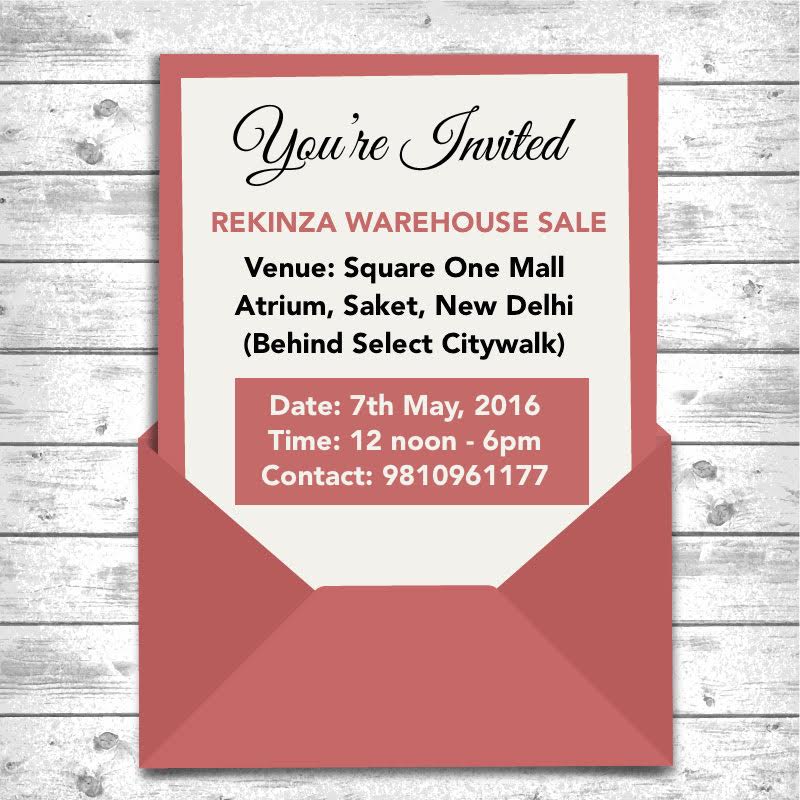 You're Invited
REKINZA WAREHOUSE SALE
Venue: Square One Mall
Atrium, Saket, New Delhi
(Behind Select Citywalk)
Date: 7th May, 2016
Time: 12 noon - 6pm
Contact: 9810961177